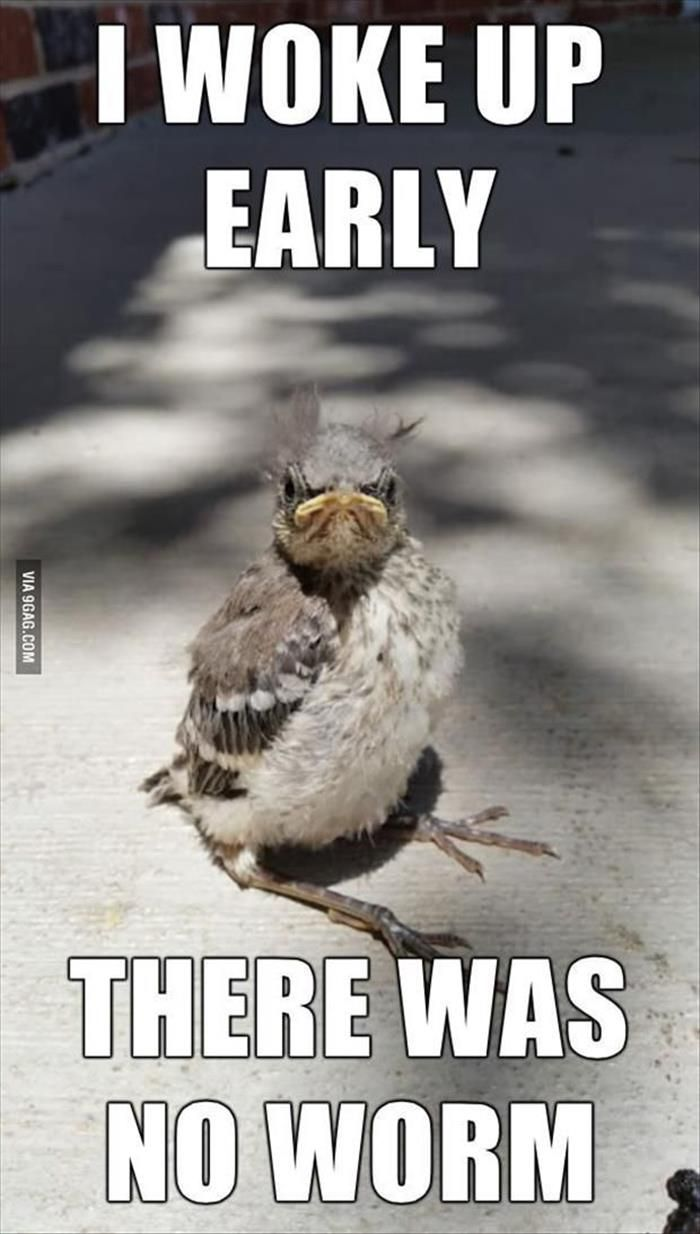 I WOKE UP
EARLY
VIA 9GAG.COM
THERE WAS
NO WORM